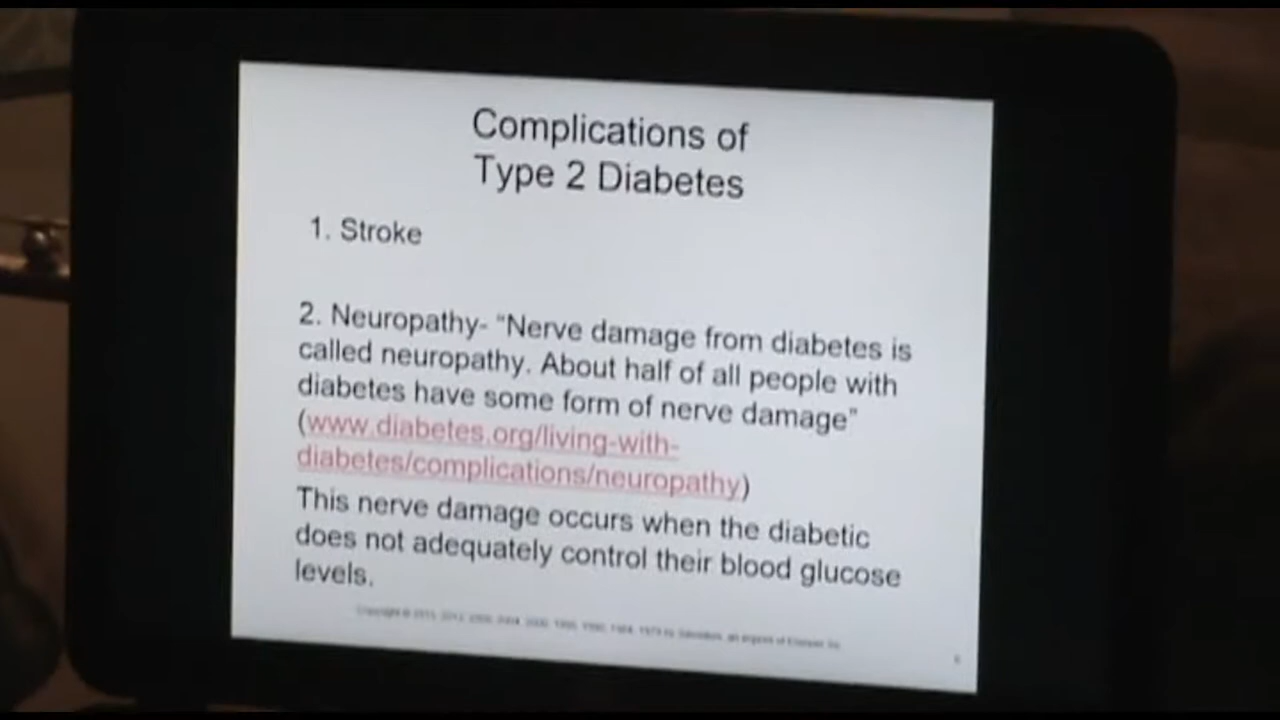 Complications of
Type 2 Diabetes
1. Stroke
2. Neuropathy- “Nerve damage from diabetes is
called neuropathy. About half of all people with
diabetes have some form of nerve damage”
(www.diabetes.org/living-with-
diabetes/complications/neuropathy)
This nerve damage occurs when the diabetic
does not adequately control their blood glucose
levels.
Copyright ©